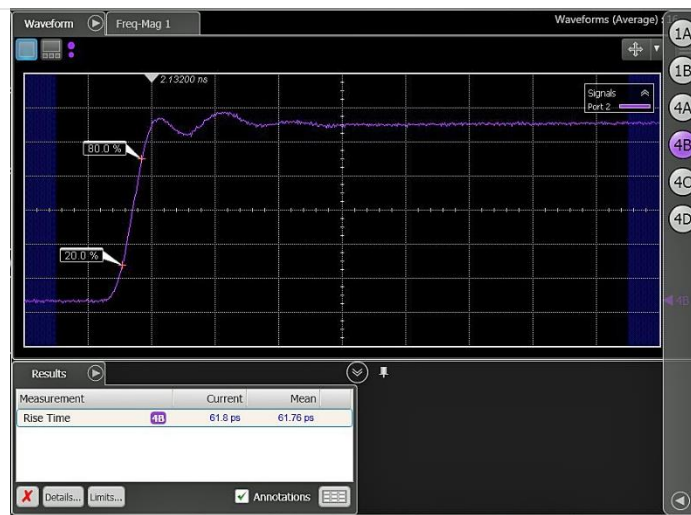 Waveform Freq-Mag 1 Waveforms (Average) : 16
1A
1B
4A
4B
4C
4D
2.13200 ns
Signals
Port 2
80.0 %
20.0 %
4B
Results
Measurement Current Mean
Rise Time 4B 61.8 ps 61.76 ps
Details... Limits... Annotations